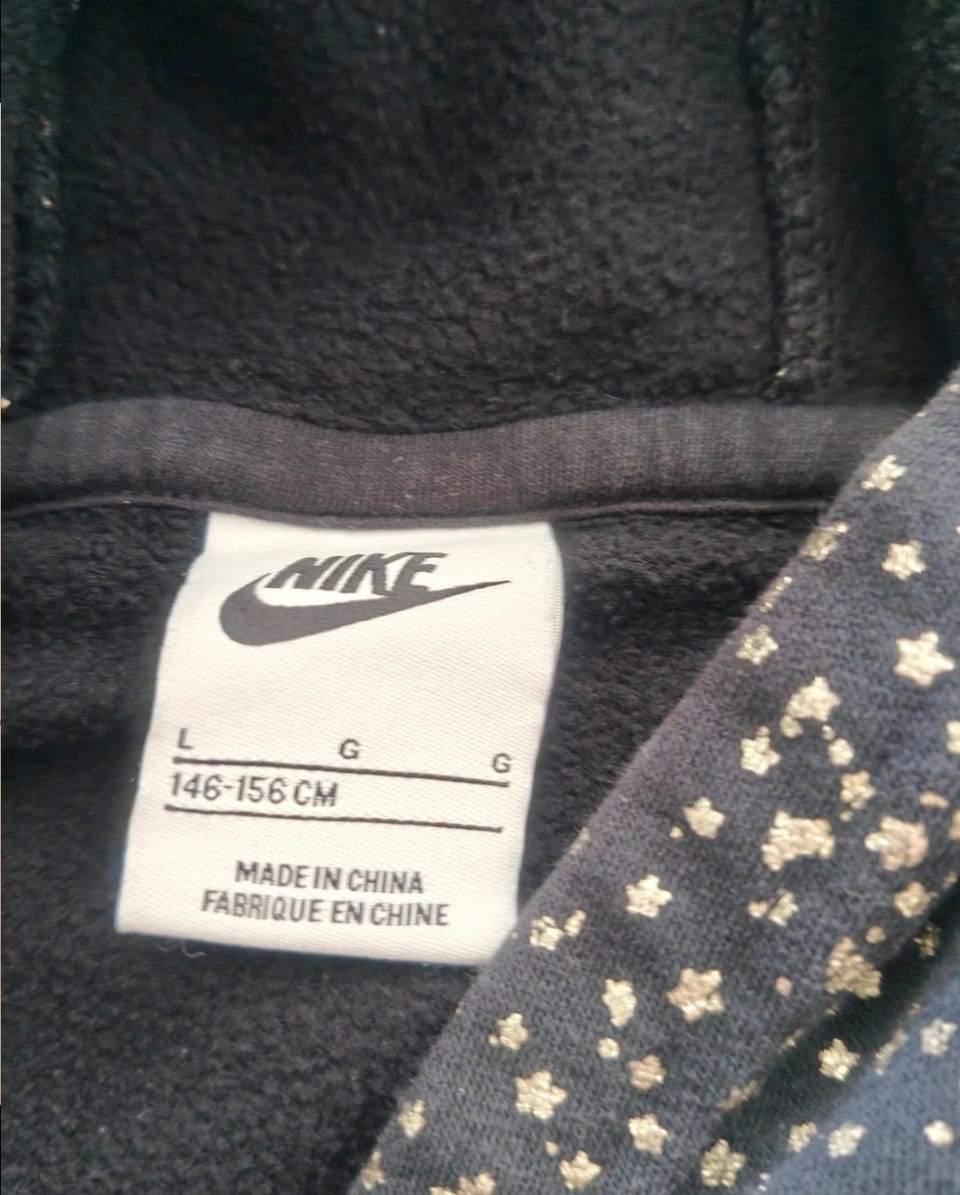 NIKE
L G G
146-156 CM
MADE IN CHINA
FABRIQUE EN CHINE